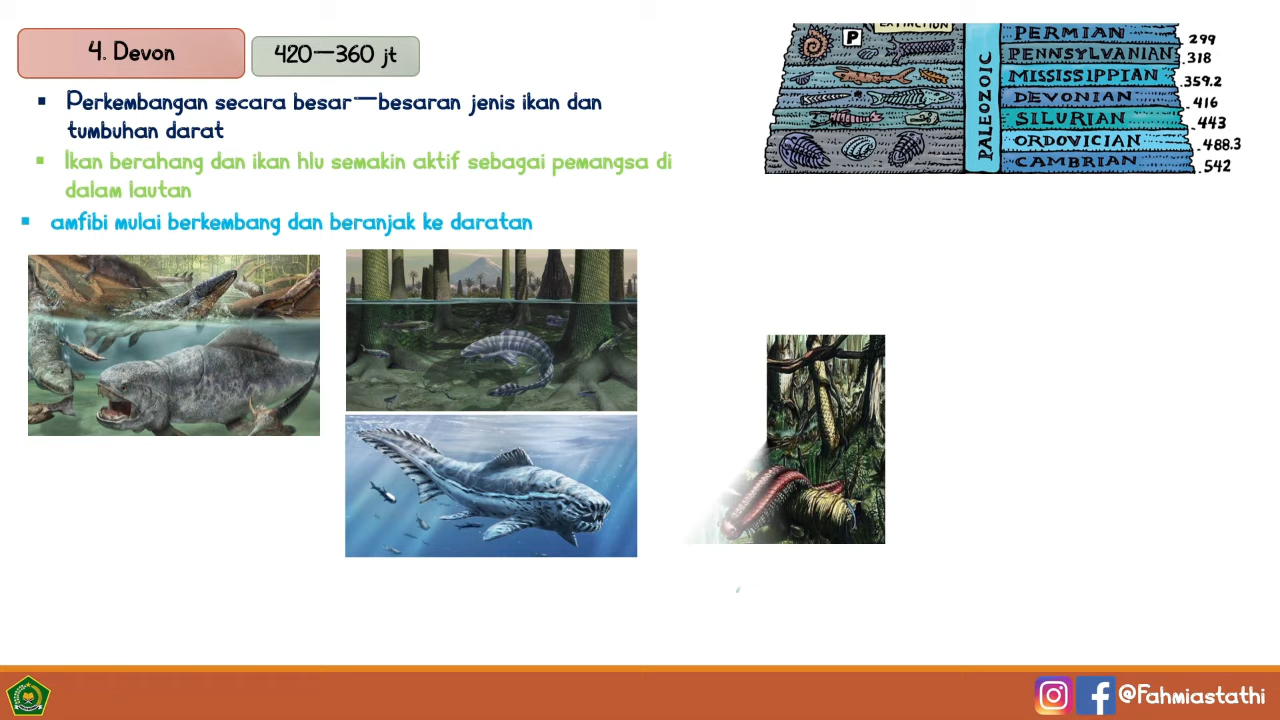 4. Devon
420—360 jt
▪ Perkembangan secara besar—besaran jenis ikan dan
tumbuhan darat
▪ Ikan berahang dan ikan hlu semakin aktif sebagai pemangsa di
dalam lautan
▪ amfibi mulai berkembang dan beranjak ke daratan
EXTINCTION
P
PALEOZOIC
PERMIAN 299
PENNSYLVANIAN 318
MISSISSIPPIAN 359.2
DEVONIAN 416
SILURIAN 443
ORDOVICIAN 488.3
CAMBRIAN 542
@Fahmiastathi